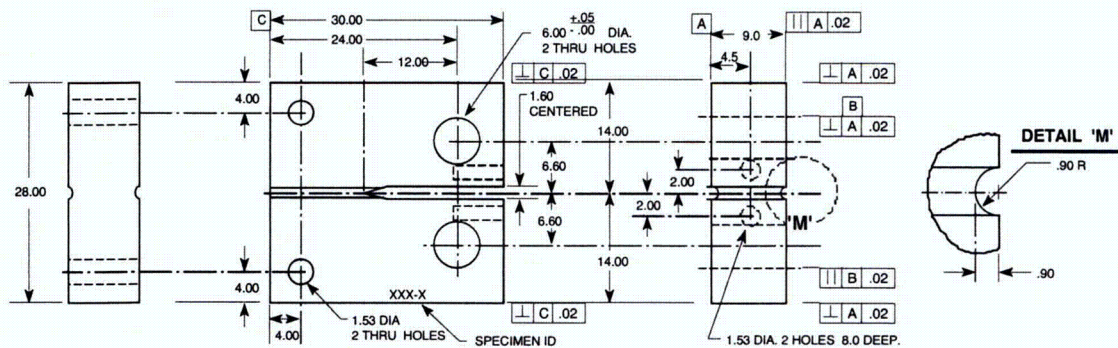 C
30.00
24.00
12.00
6.00 +.05 -.00 DIA.
2 THRU HOLES
⊥ C .02
1.60
CENTERED
4.00
28.00
14.00
6.60
6.60
14.00
4.00
4.00
1.53 DIA
2 THRU HOLES
XXX-X
SPECIMEN ID
⊥ C .02
A
9.0
4.5
|| A .02
⊥ A .02
B
⊥ A .02
2.00
2.00
'M'
|| B .02
⊥ A .02
1.53 DIA. 2 HOLES 8.0 DEEP.
DETAIL 'M'
.90 R
.90